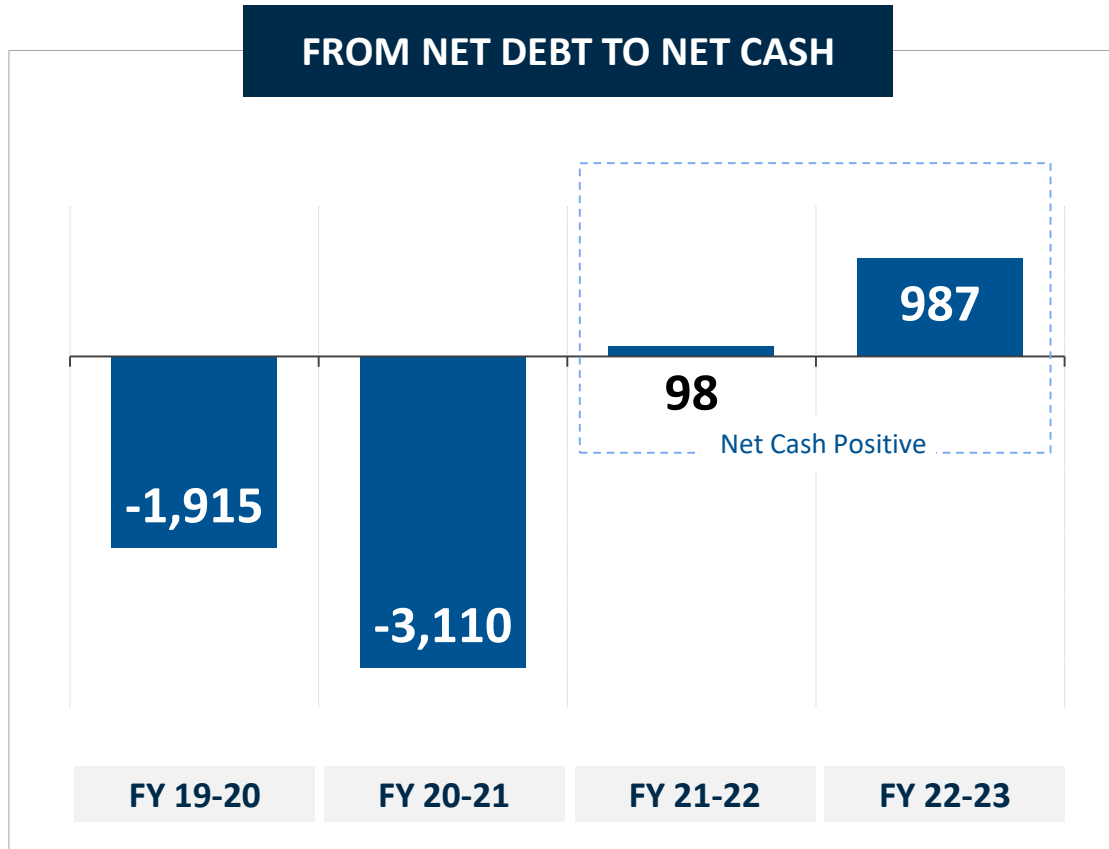 FROM NET DEBT TO NET CASH
987
98
Net Cash Positive
-1,915
-3,110
FY 19-20
FY 20-21
FY 21-22
FY 22-23